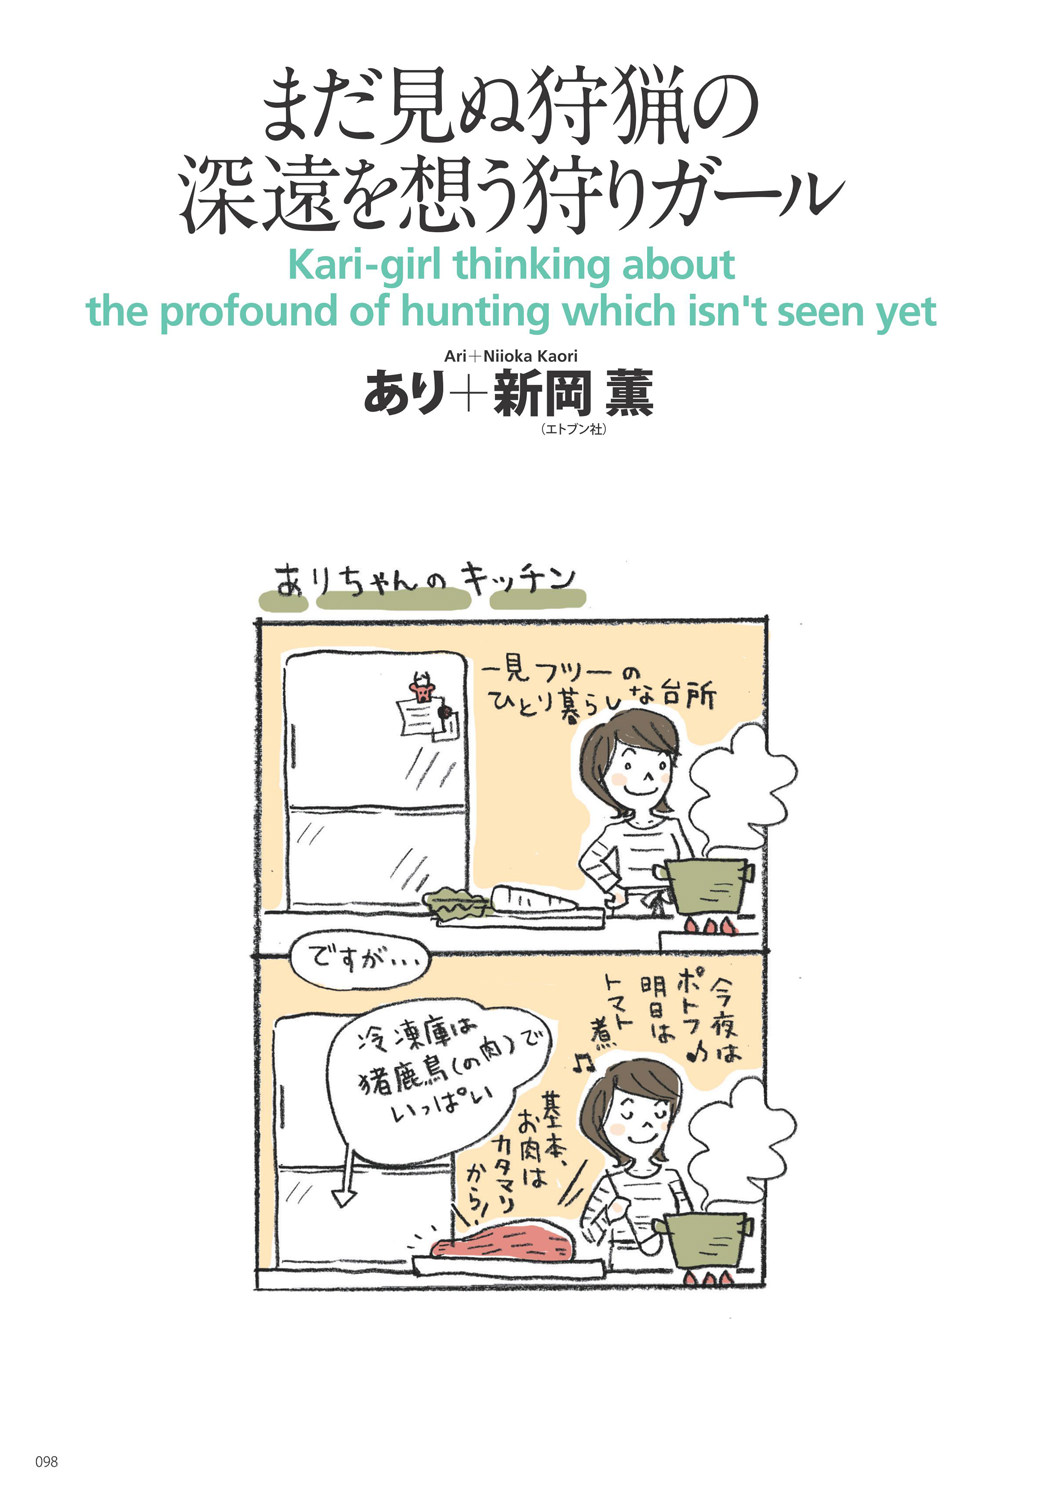 まだ見ぬ狩猟の
深遠を想う狩りガール
Kari-girl thinking about
the profound of hunting which isn't seen yet
Ari+Niioka Kaori
あり+新岡 薫
（エトブン社）
ありちゃんのキッチン
一見フツーの
ひとり暮らしな台所
ですが...
今夜は
ポトフ♪
明日は
トマト煮
♫
冷凍庫は
猪鹿鳥(の肉)で
いっぱい
基本、
お肉は
カタマリ
から!
098